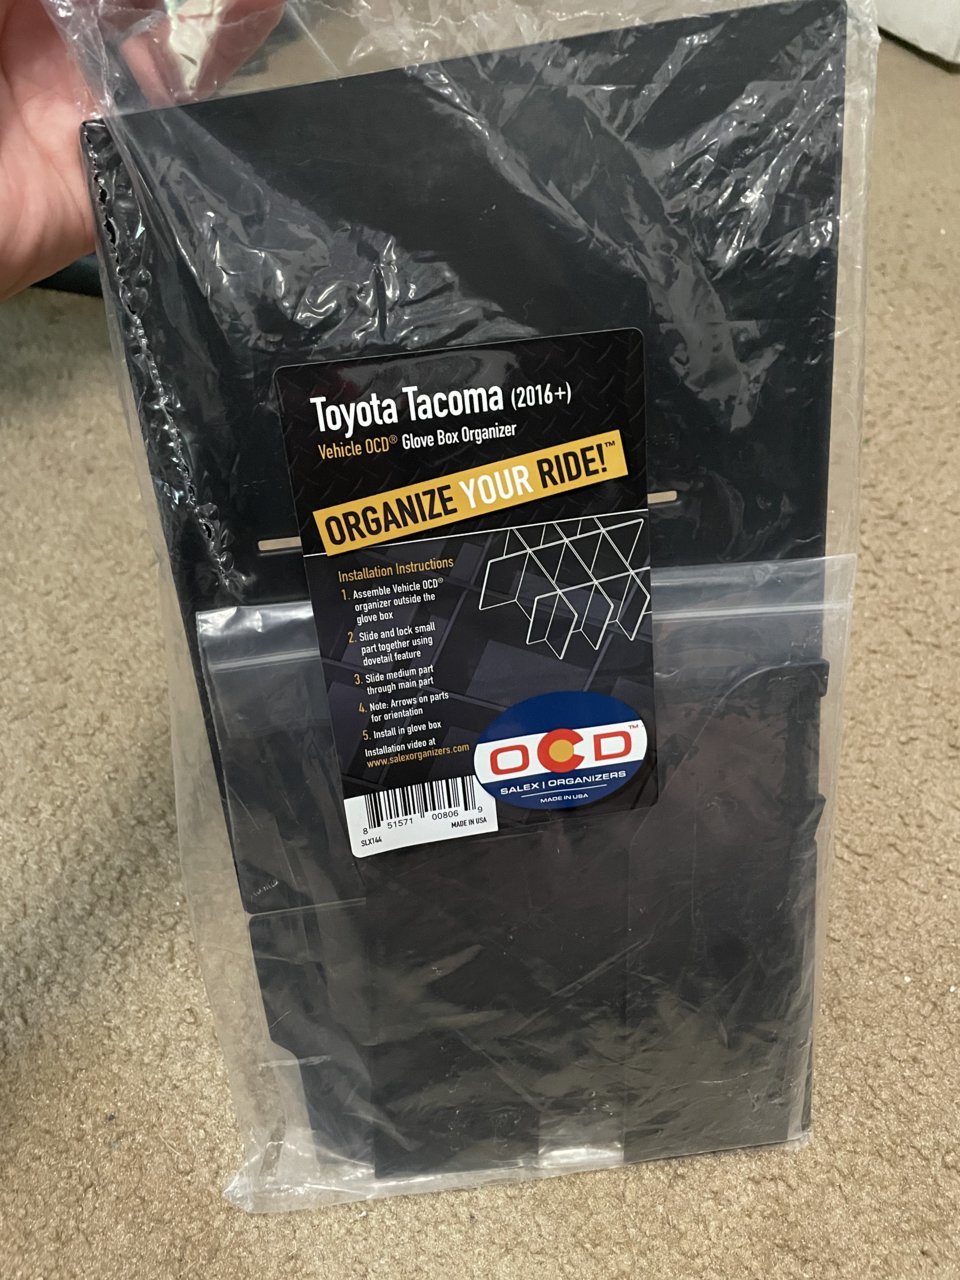 Toyota Tacoma (2016+)
Vehicle OCD® Glove Box Organizer
ORGANIZE YOUR RIDE!™
Installation Instructions
1. Assemble Vehicle OCD®
organizer outside the
glove box
2. Slide and lock small
part together using
dovetail feature
3. Slide medium part
through main part
4. Note: Arrows on parts
for orientation
5. Install in glove box
Installation video at
www.salexorganizers.com
OCD™
SALEX | ORGANIZERS
MADE IN USA
8 51571 00806 9
SLX144 MADE IN USA